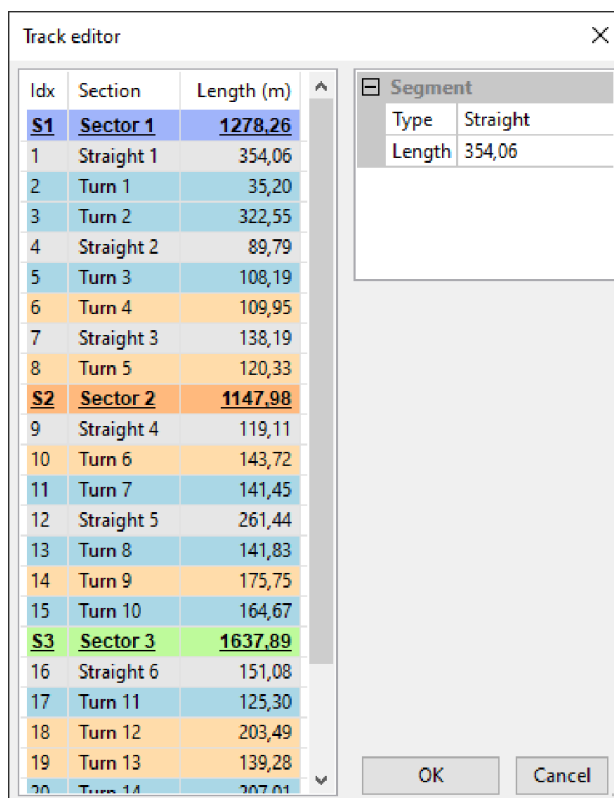 Track editor
Idx Section Length (m)
S1 Sector 1 1278,26
1 Straight 1 354,06
2 Turn 1 35,20
3 Turn 2 322,55
4 Straight 2 89,79
5 Turn 3 108,19
6 Turn 4 109,95
7 Straight 3 138,19
8 Turn 5 120,33
S2 Sector 2 1147,98
9 Straight 4 119,11
10 Turn 6 143,72
11 Turn 7 141,45
12 Straight 5 261,44
13 Turn 8 141,83
14 Turn 9 175,75
15 Turn 10 164,67
S3 Sector 3 1637,89
16 Straight 6 151,08
17 Turn 11 125,30
18 Turn 12 203,49
19 Turn 13 139,28
20 Turn 14 207,01
Segment
Type Straight
Length 354,06
OK Cancel